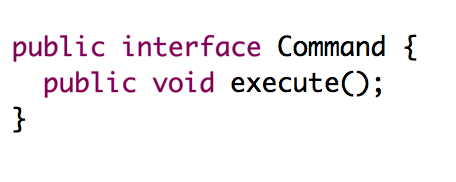 public interface Command {
  public void execute();
}